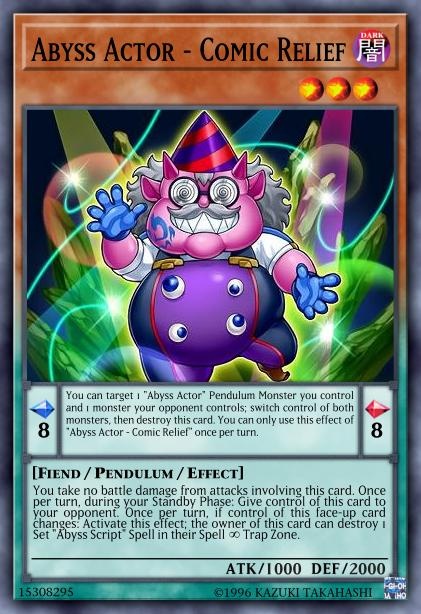 Abyss Actor - Comic Relief
DARK
闇
You can target 1 "Abyss Actor" Pendulum Monster you control
and 1 monster your opponent controls; switch control of both
monsters, then destroy this card. You can only use this effect of
"Abyss Actor - Comic Relief" once per turn.
8
8
[Fiend / Pendulum / Effect]
You take no battle damage from attacks involving this card. Once
per turn, during your Standby Phase: Give control of this card to
your opponent. Once per turn, if control of this face-up card
changes: Activate this effect; the owner of this card can destroy 1
Set "Abyss Script" Spell in their Spell ∞ Trap Zone.
ATK/1000 DEF/2000
15308295
©1996 KAZUKI TAKAHASHI